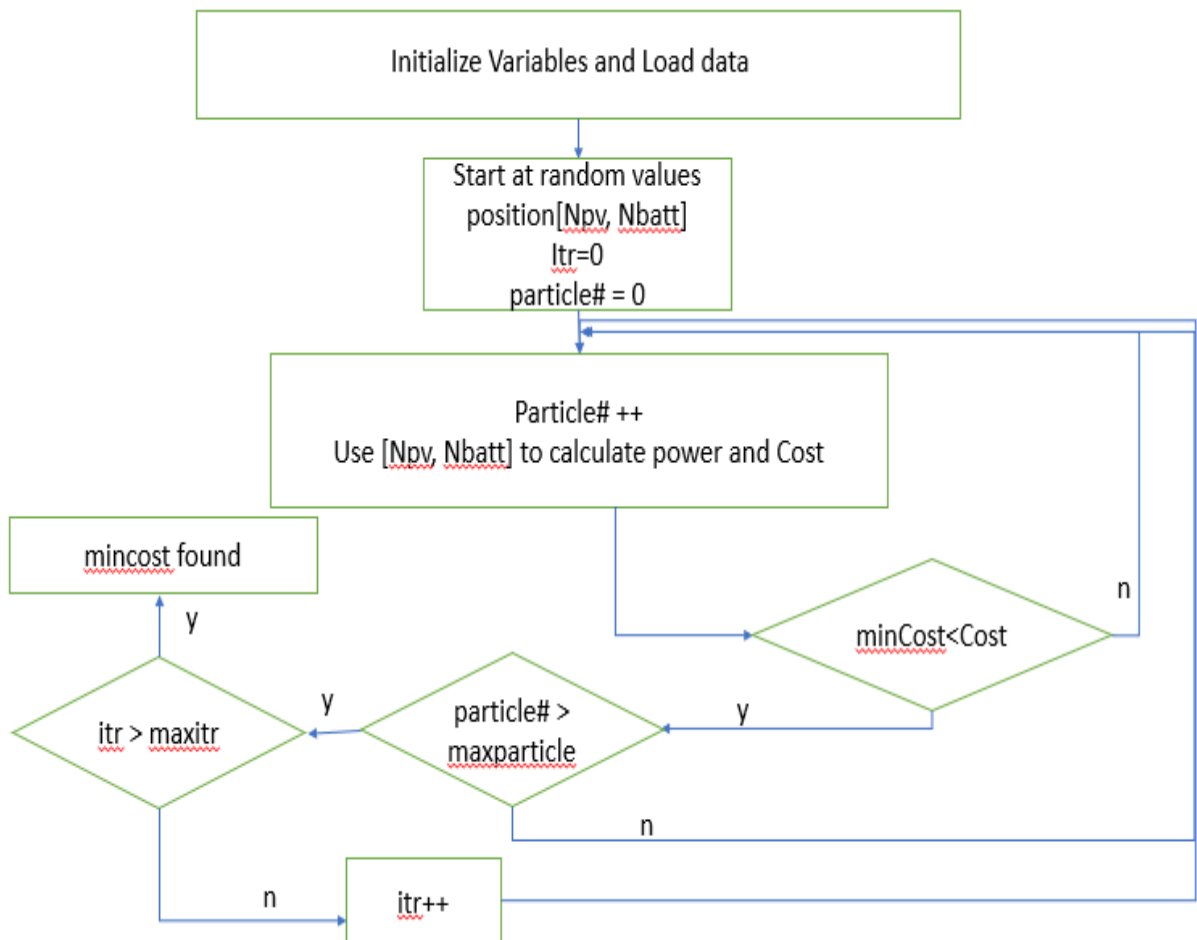 Initialize Variables and Load data
Start at random values
position[Npv, Nbatt]
Itr=0
particle# = 0
Particle# ++
Use [Npv, Nbatt] to calculate power and Cost
mincost found
n
y
minCost<Cost
y
y
particle# >
maxparticle
itr > maxitr
n
n
itr++